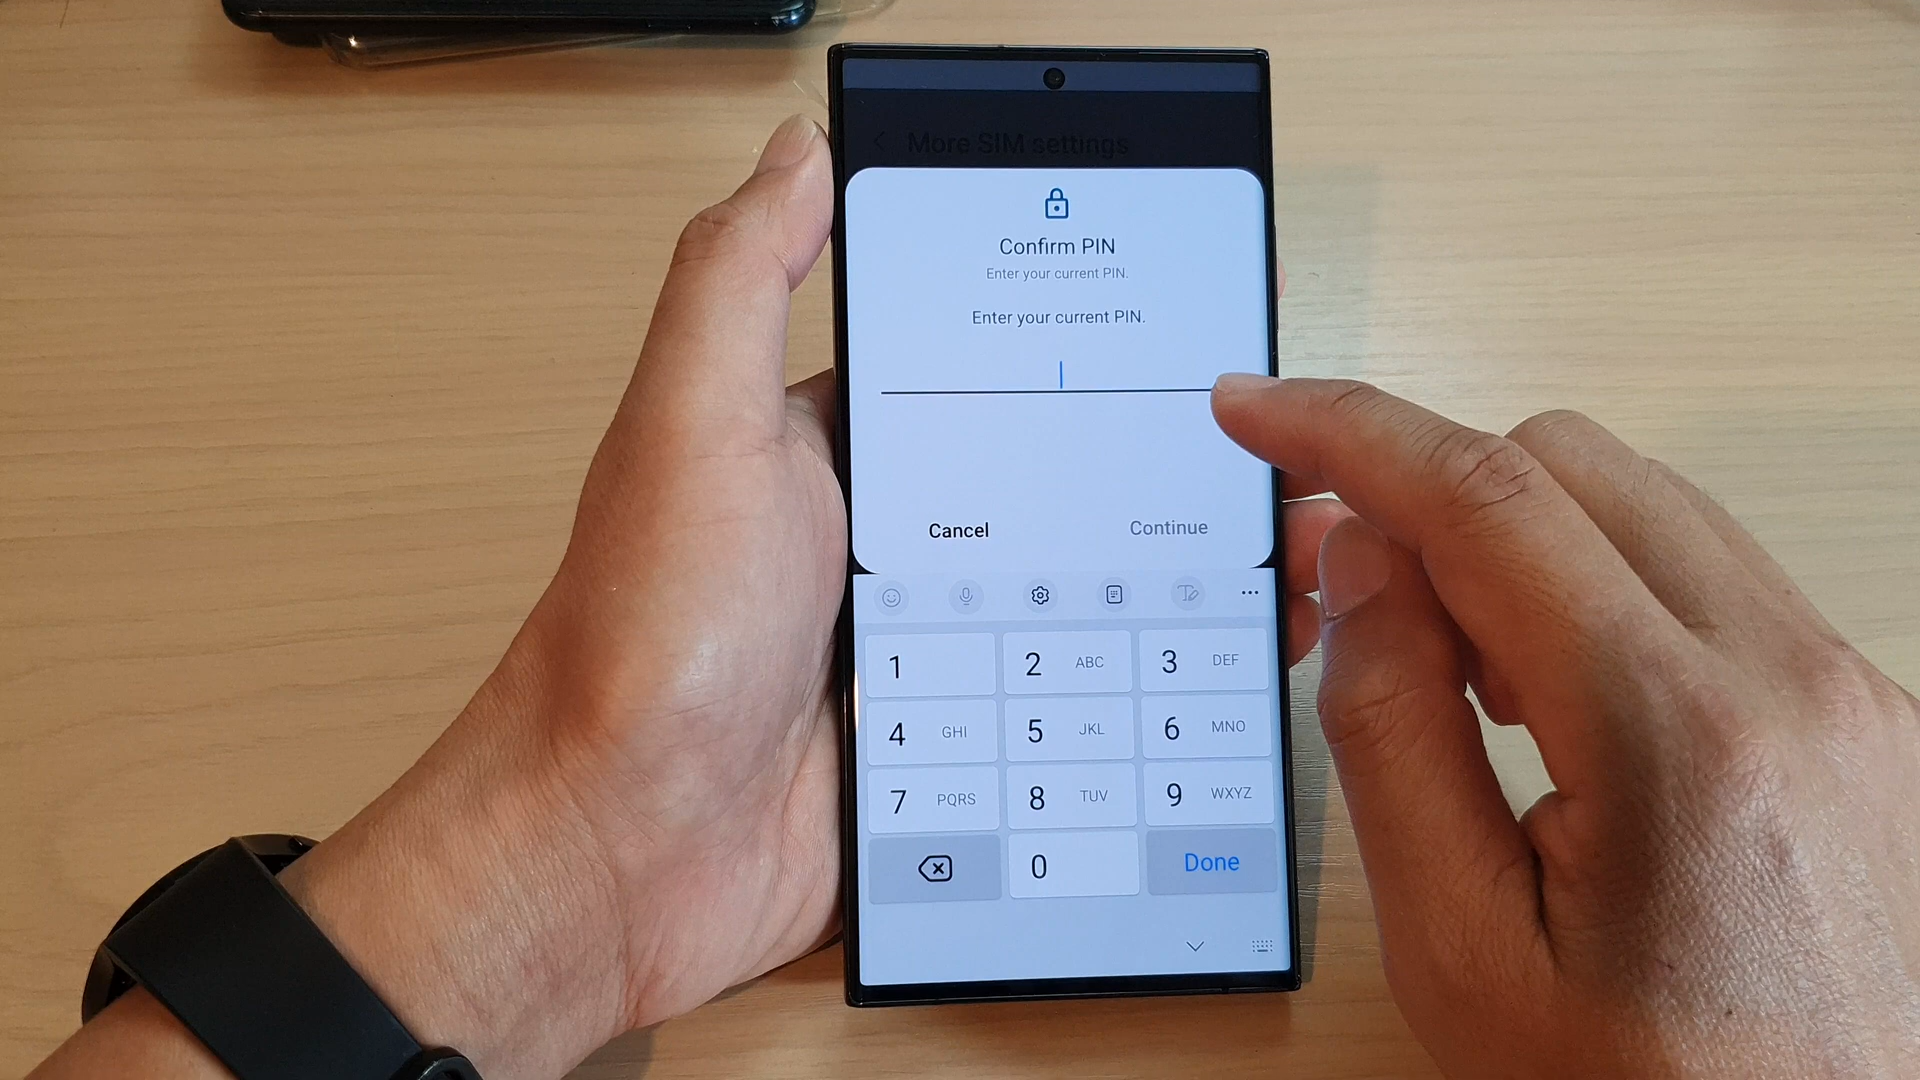 More SIM settings
Confirm PIN
Enter your current PIN.
Enter your current PIN.
Cancel Continue
1 2 ABC 3 DEF
4 GHI 5 JKL 6 MNO
7 PQRS 8 TUV 9 WXYZ
0 Done